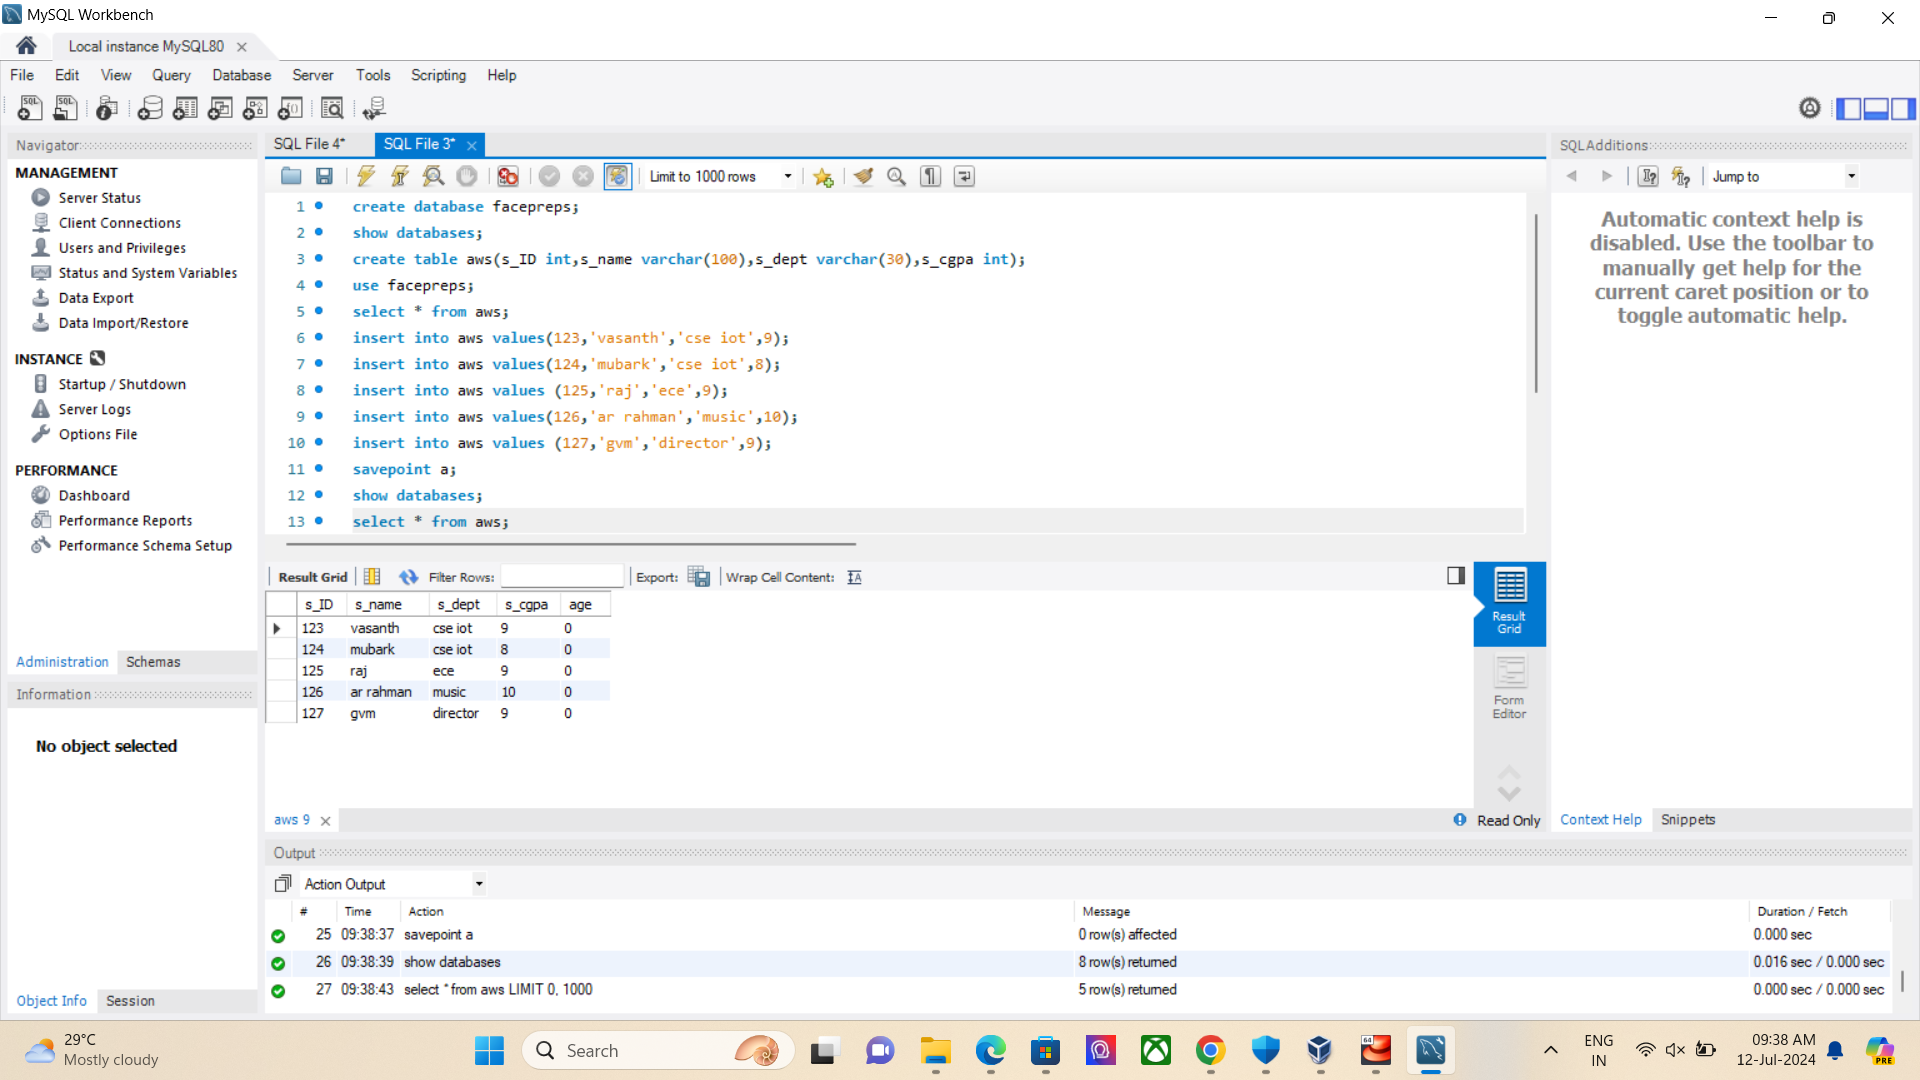 MySQL Workbench
Local instance MySQL80
File Edit View Query Database Server Tools Scripting Help
Navigator
MANAGEMENT
Server Status
Client Connections
Users and Privileges
Status and System Variables
Data Export
Data Import/Restore
INSTANCE
Startup / Shutdown
Server Logs
Options File
PERFORMANCE
Dashboard
Performance Reports
Performance Schema Setup
Administration Schemas
Information
No object selected
Object Info Session
SQL File 4* SQL File 3*
Limit to 1000 rows
1 create database facepreps;
2 show databases;
3 create table aws(s_ID int,s_name varchar(100),s_dept varchar(30),s_cgpa int);
4 use facepreps;
5 select * from aws;
6 insert into aws values(123,'vasanth','cse iot',9);
7 insert into aws values(124,'mubark','cse iot',8);
8 insert into aws values (125,'raj','ece',9);
9 insert into aws values(126,'ar rahman','music',10);
10 insert into aws values (127,'gvm','director',9);
11 savepoint a;
12 show databases;
13 select * from aws;
Result Grid Filter Rows: Export: Wrap Cell Content:
s_ID s_name s_dept s_cgpa age
123 vasanth cse iot 9 0
124 mubark cse iot 8 0
125 raj ece 9 0
126 ar rahman music 10 0
127 gvm director 9 0
Result
Grid
Form
Editor
aws 9
Read Only
SQLAdditions
Jump to
Automatic context help is
disabled. Use the toolbar to
manually get help for the
current caret position or to
toggle automatic help.
Context Help Snippets
Output
Action Output
# Time Action Message Duration / Fetch
25 09:38:37 savepoint a 0 row(s) affected 0.000 sec
26 09:38:39 show databases 8 row(s) returned 0.016 sec / 0.000 sec
27 09:38:43 select * from aws LIMIT 0, 1000 5 row(s) returned 0.000 sec / 0.000 sec
29°C
Mostly cloudy
Search
64
ENG
IN
09:38 AM
12-Jul-2024
PRE